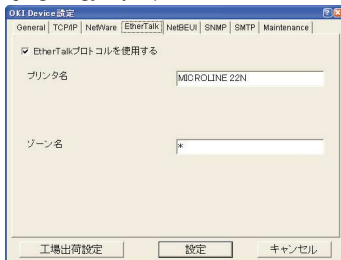 OKI Device設定
General TCP/IP NetWare EtherTalk NetBEUI SNMP SMTP Maintenance
EtherTalkプロトコルを使用する
プリンタ名 MICROLINE 22N
ゾーン名 *
工場出荷設定 設定 キャンセル